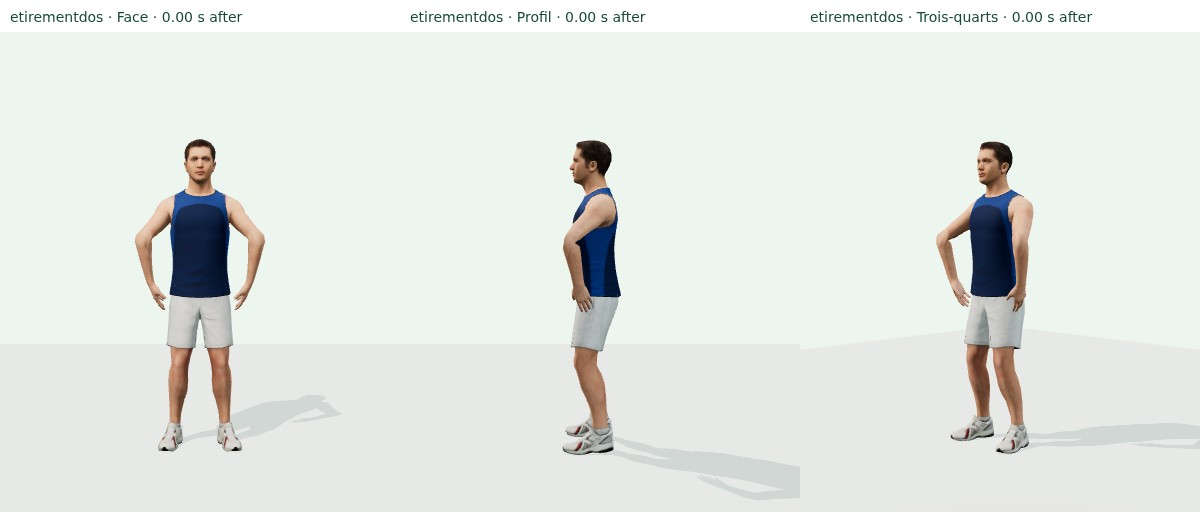 etirementdos · Face · 0.00 s after
etirementdos · Profil · 0.00 s after
etirementdos · Trois-quarts · 0.00 s after